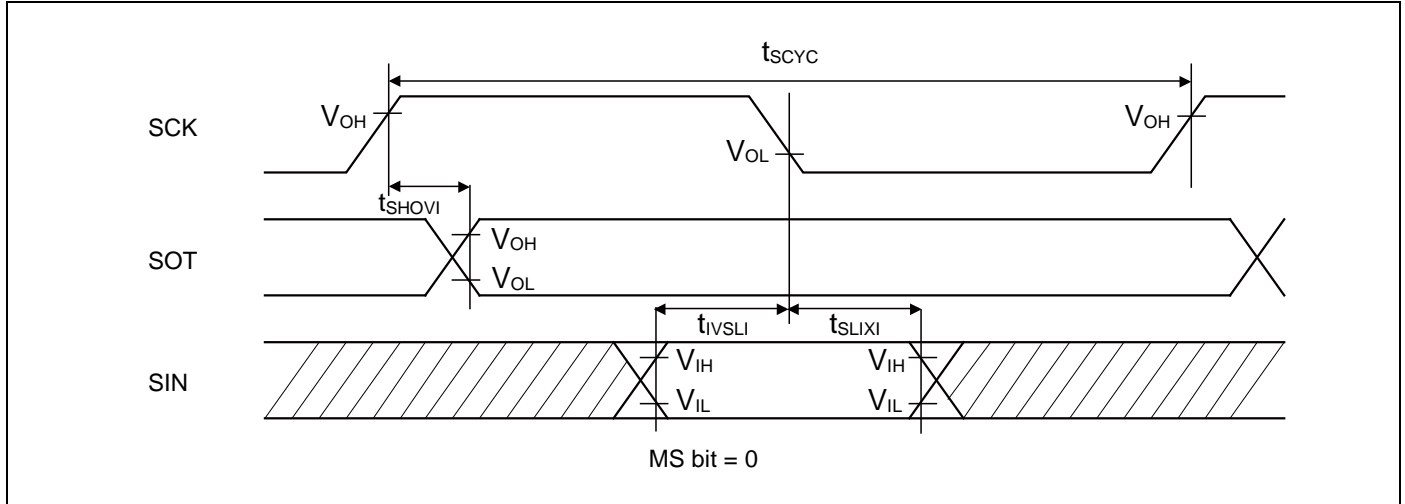 tSCYC
SCK
VOH
VOH
VOL
tSHOVI
SOT
VOH
VOL
tIVSLI
tSLIXI
SIN
VIH
VIH
VIL
VIL
MS bit = 0